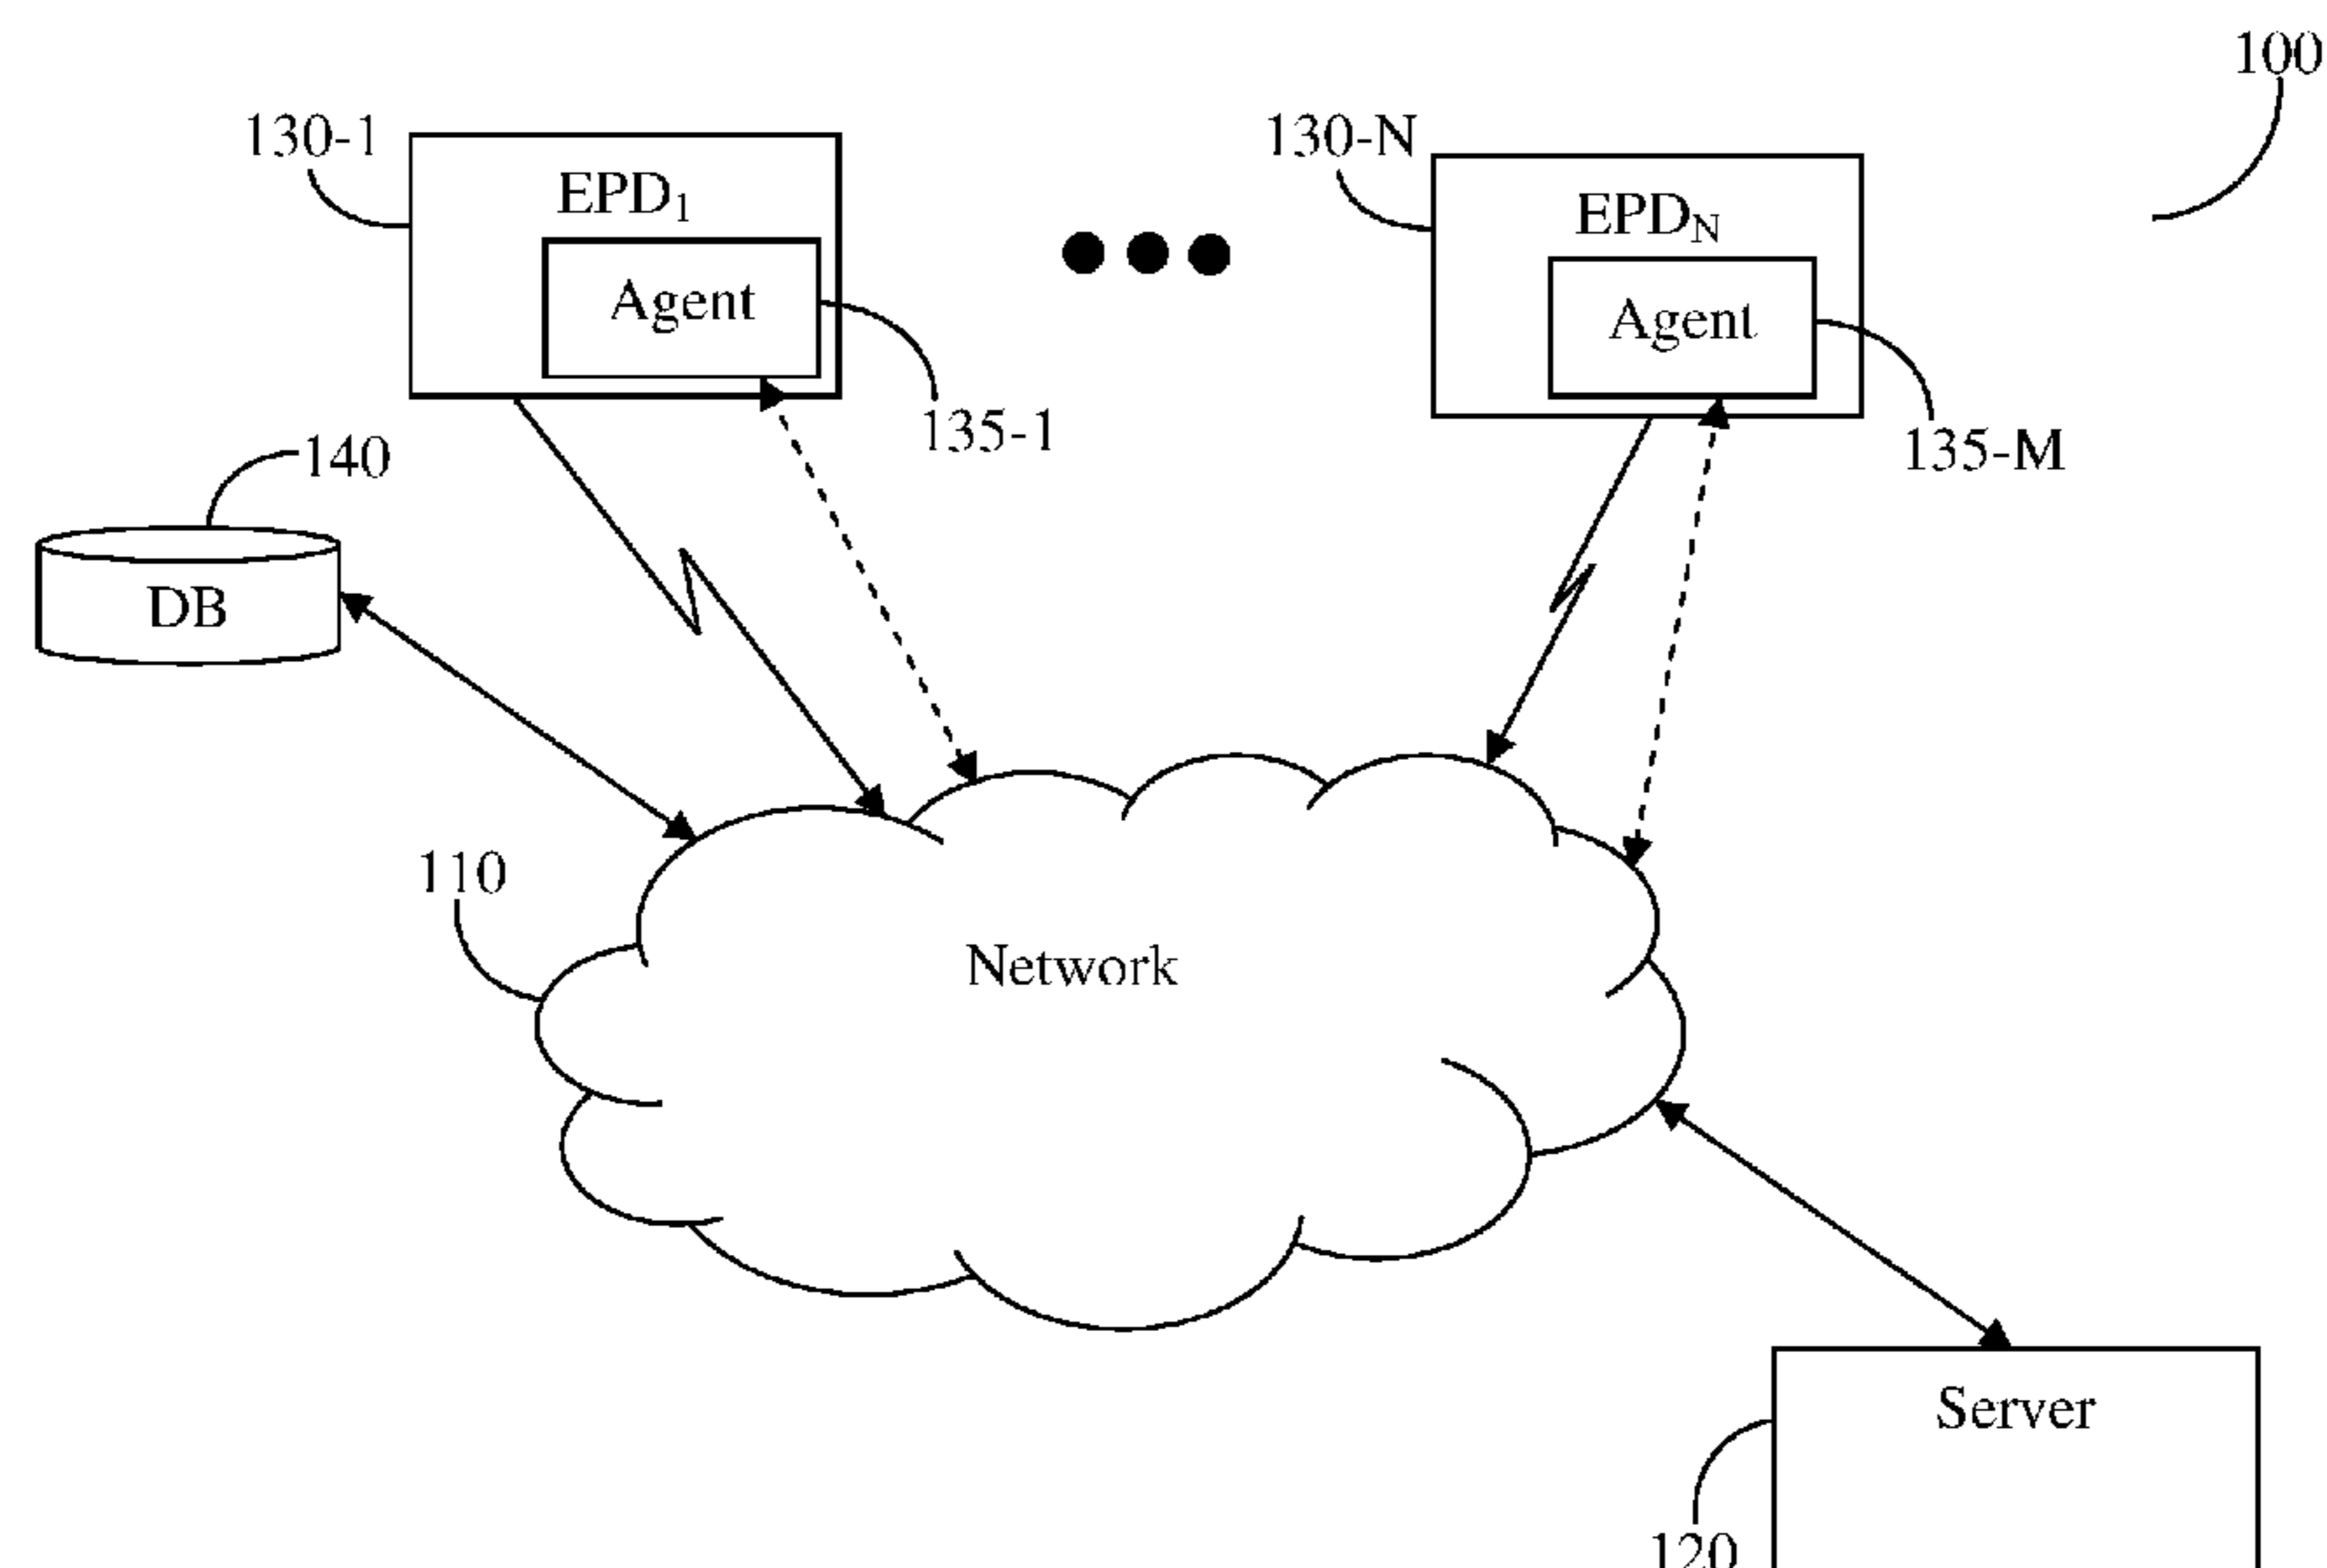 100
130-1
130-N
EPD1
EPDN
Agent
Agent
135-1
135-M
140
DB
110
Network
Server
120